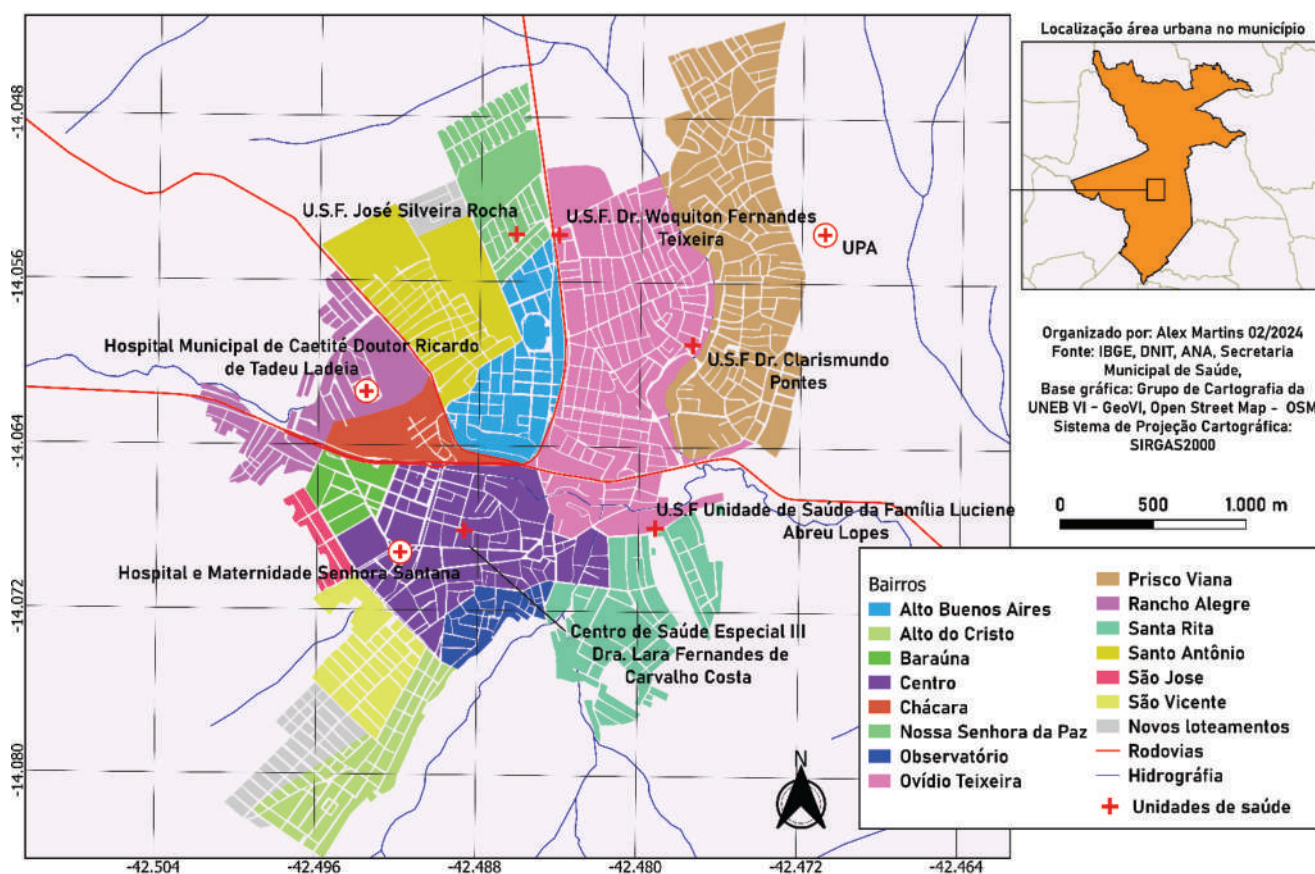 Localização área urbana no município
-14.048
-14.056
-14.064
-14.072
-14.080
-42.504
-42.496
-42.488
-42.480
-42.472
-42.464
U.S.F. José Silveira Rocha
U.S.F. Dr. Woquiton Fernandes
Teixeira
UPA
Hospital Municipal de Caetité Doutor Ricardo
de Tadeu Ladeia
U.S.F Dr. Clarismundo
Pontes
U.S.F Unidade de Saúde da Família Luciene
Abreu Lopes
Hospital e Maternidade Senhora Santana
Centro de Saúde Especial III
Dra. Lara Fernandes de
Carvalho Costa
N
Organizado por: Alex Martins 02/2024
Fonte: IBGE, DNIT, ANA, Secretaria
Municipal de Saúde,
Base gráfica: Grupo de Cartografia da
UNEB VI - GeoVI, Open Street Map - OSM
Sistema de Projeção Cartográfica:
SIRGAS2000
0 500 1.000 m
Bairros
Alto Buenos Aires
Alto do Cristo
Baraúna
Centro
Chácara
Nossa Senhora da Paz
Observatório
Ovídio Teixeira
Prisco Viana
Rancho Alegre
Santa Rita
Santo Antônio
São Jose
São Vicente
Novos loteamentos
Rodovias
Hidrográfia
Unidades de saúde